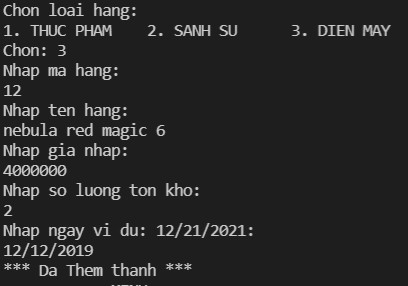 Chon loai hang:
1. THUC PHAM    2. SANH SU      3. DIEN MAY
Chon: 3
Nhap ma hang:
12
Nhap ten hang:
nebula red magic 6
Nhap gia nhap:
4000000
Nhap so luong ton kho:
2
Nhap ngay vi du: 12/21/2021:
12/12/2019
*** Da Them thanh ***